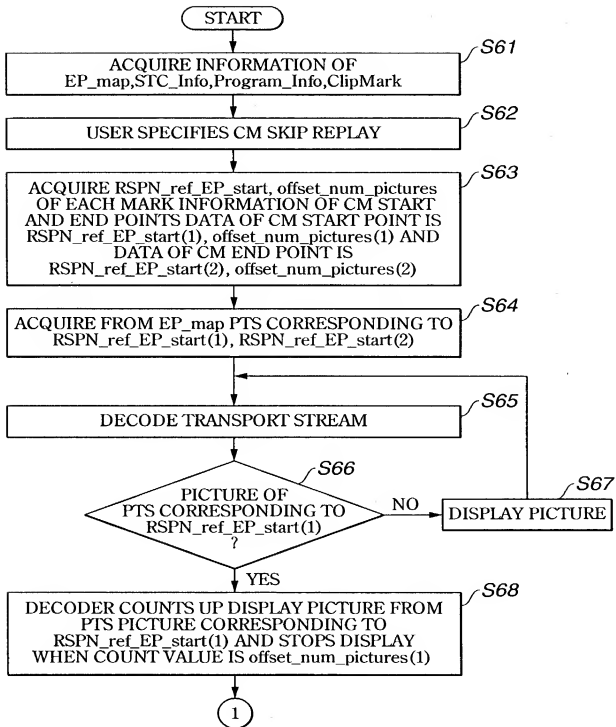 START
S61
ACQUIRE INFORMATION OF
EP_map,STC_Info,Program_Info,ClipMark
S62
USER SPECIFIES CM SKIP REPLAY
S63
ACQUIRE RSPN_ref_EP_start, offset_num_pictures
OF EACH MARK INFORMATION OF CM START
AND END POINTS DATA OF CM START POINT IS
RSPN_ref_EP_start(1), offset_num_pictures(1) AND
DATA OF CM END POINT IS
RSPN_ref_EP_start(2), offset_num_pictures(2)
S64
ACQUIRE FROM EP_map PTS CORRESPONDING TO
RSPN_ref_EP_start(1), RSPN_ref_EP_start(2)
S65
DECODE TRANSPORT STREAM
S66
PICTURE OF
PTS CORRESPONDING TO
RSPN_ref_EP_start(1)
?
NO
S67
DISPLAY PICTURE
YES
S68
DECODER COUNTS UP DISPLAY PICTURE FROM
PTS PICTURE CORRESPONDING TO
RSPN_ref_EP_start(1) AND STOPS DISPLAY
WHEN COUNT VALUE IS offset_num_pictures(1)
1